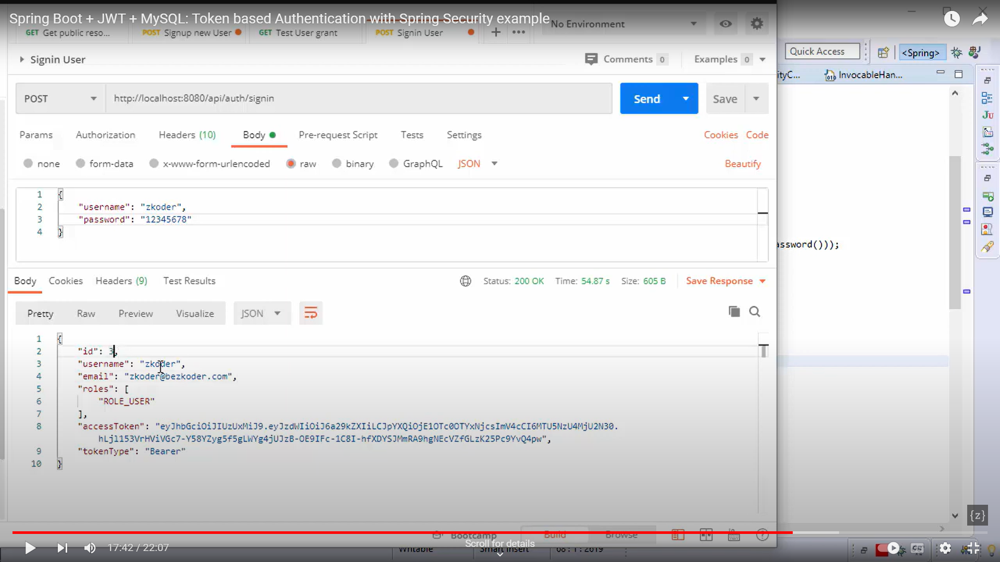 Spring Boot + JWT + MySQL: Token based Authentication with Spring Security example
No Environment
GET Get public reso...
POST Signup new User
GET Test User grant
POST Signin User
Signin User
Comments 0
Examples 0
Quick Access
<Spring>
ityC...
InvocableHan...
POST
http://localhost:8080/api/auth/signin
Send
Save
Params
Authorization
Headers (10)
Body
Pre-request Script
Tests
Settings
Cookies
Code
none
form-data
x-www-form-urlencoded
raw
binary
GraphQL
JSON
Beautify
1 {
2 "username": "zkoder",
3 "password": "12345678"
4 }
assword()));
Body
Cookies
Headers (9)
Test Results
Status: 200 OK
Time: 54.87 s
Size: 605 B
Save Response
Pretty
Raw
Preview
Visualize
JSON
1 {
2 "id": 3,
3 "username": "zkoder",
4 "email": "zkoder@bezkoder.com",
5 "roles": [
6 "ROLE_USER"
7 ],
8 "accessToken": "eyJhbGciOiJIUzUxMiJ9.eyJzdWIiOiJ6a29kZXIiLCJpYXQiOjE1OTc0OTYxNjcsImV4cCI6MTU5NzU4MjU2N30.
hLjl153VrHViVGc7-Y58YZyg5f5gLWYg4jUJzB-OE9IFc-1C8I-hfXDYSJMmRA9hgNEcVZfGLzK25Pc9YvQ4pw",
9 "tokenType": "Bearer"
10 }
{z}
Bootcamp
Build
Browse
Scroll for details
17:42 / 22:07
Writable
Smart Insert
68 : 1 : 2019